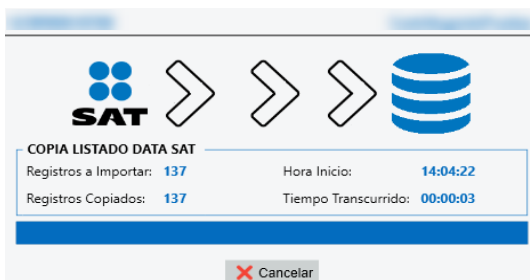 SAT
COPIA LISTADO DATA SAT
Registros a Importar: 137 Hora Inicio: 14:04:22
Registros Copiados: 137 Tiempo Transcurrido: 00:00:03
Cancelar